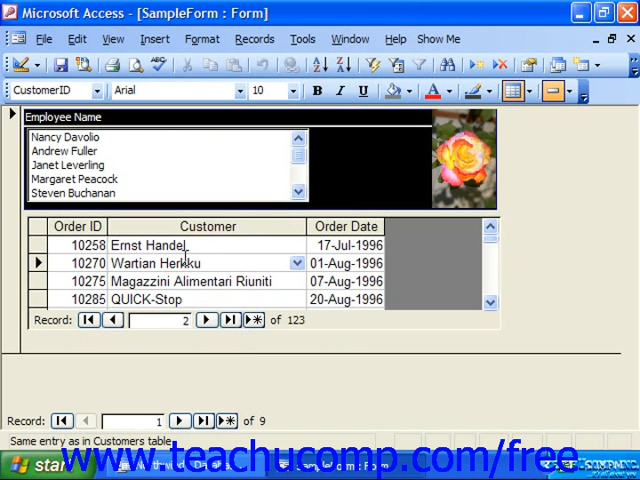 Microsoft Access - [SampleForm : Form]
File Edit View Insert Format Records Tools Window Help Show Me
CustomerID Arial 10 B I U A
Employee Name
Nancy Davolio
Andrew Fuller
Janet Leverling
Margaret Peacock
Steven Buchanan
Order ID Customer Order Date
10258 Ernst Handel 17-Jul-1996
10270 Wartian Herkku 01-Aug-1996
10275 Magazzini Alimentari Riuniti 07-Aug-1996
10285 QUICK-Stop 20-Aug-1996
Record: 2 of 123
Record: 1 of 9
Same entry as in Customers table
start
www.teachucomp.com/free
SampleForm : Form